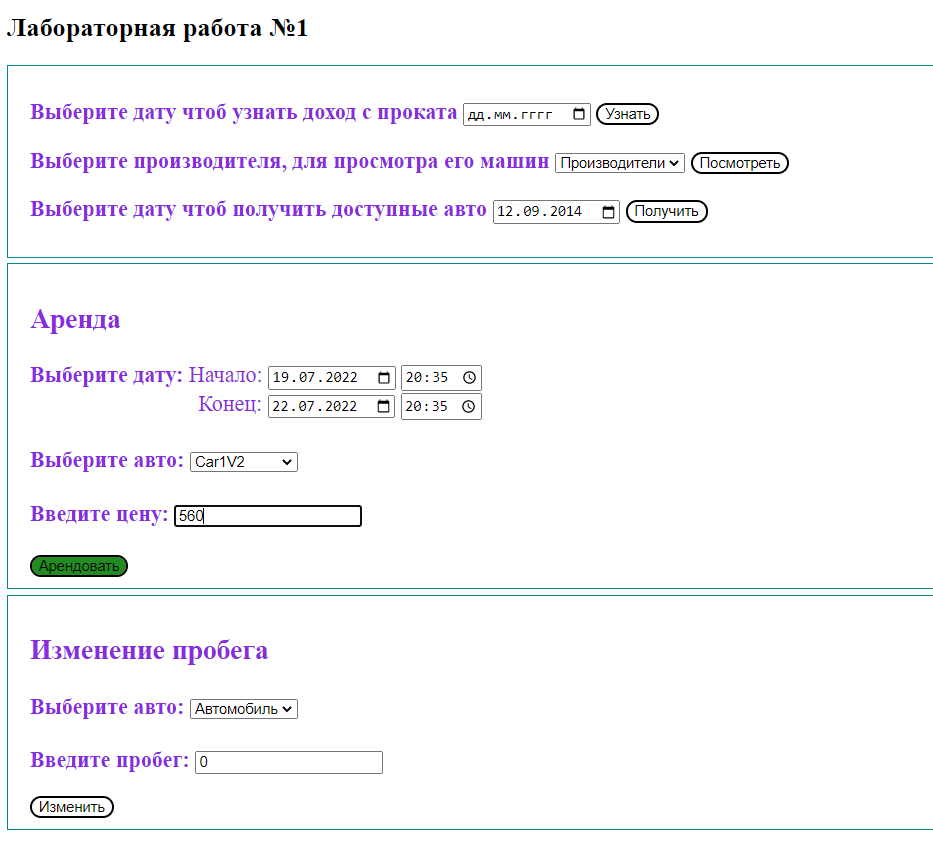 Лабораторная работа №1
Выберите дату чтоб узнать доход с проката дд.мм.гггг Узнать
Выберите производителя, для просмотра его машин Производители Посмотреть
Выберите дату чтоб получить доступные авто 12.09.2014 Получить
Аренда
Выберите дату: Начало: 19.07.2022 20:35
Конец: 22.07.2022 20:35
Выберите авто: Car1V2
Введите цену: 560
Арендовать
Изменение пробега
Выберите авто: Автомобиль
Введите пробег: 0
Изменить